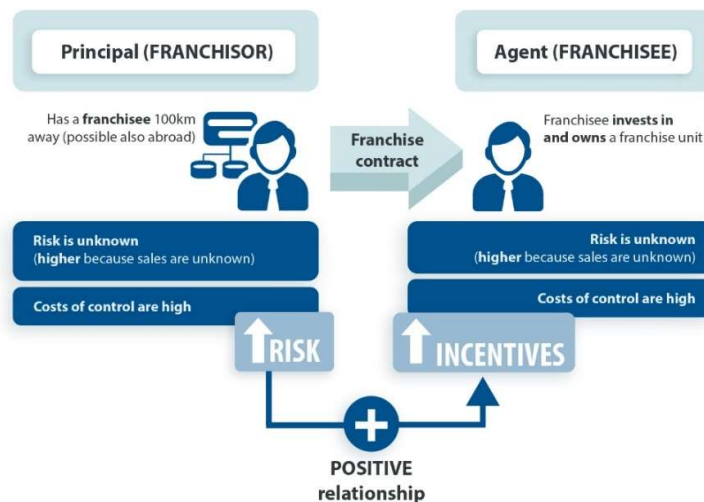 Principal (FRANCHISOR)
Agent (FRANCHISEE)
Has a franchisee 100km
away (possible also abroad)
Franchise
contract
Franchisee invests in
and owns a franchise unit
Risk is unknown
(higher because sales are unknown)
Costs of control are high
Risk is unknown
(higher because sales are unknown)
Costs of control are high
RISK
INCENTIVES
POSITIVE
relationship